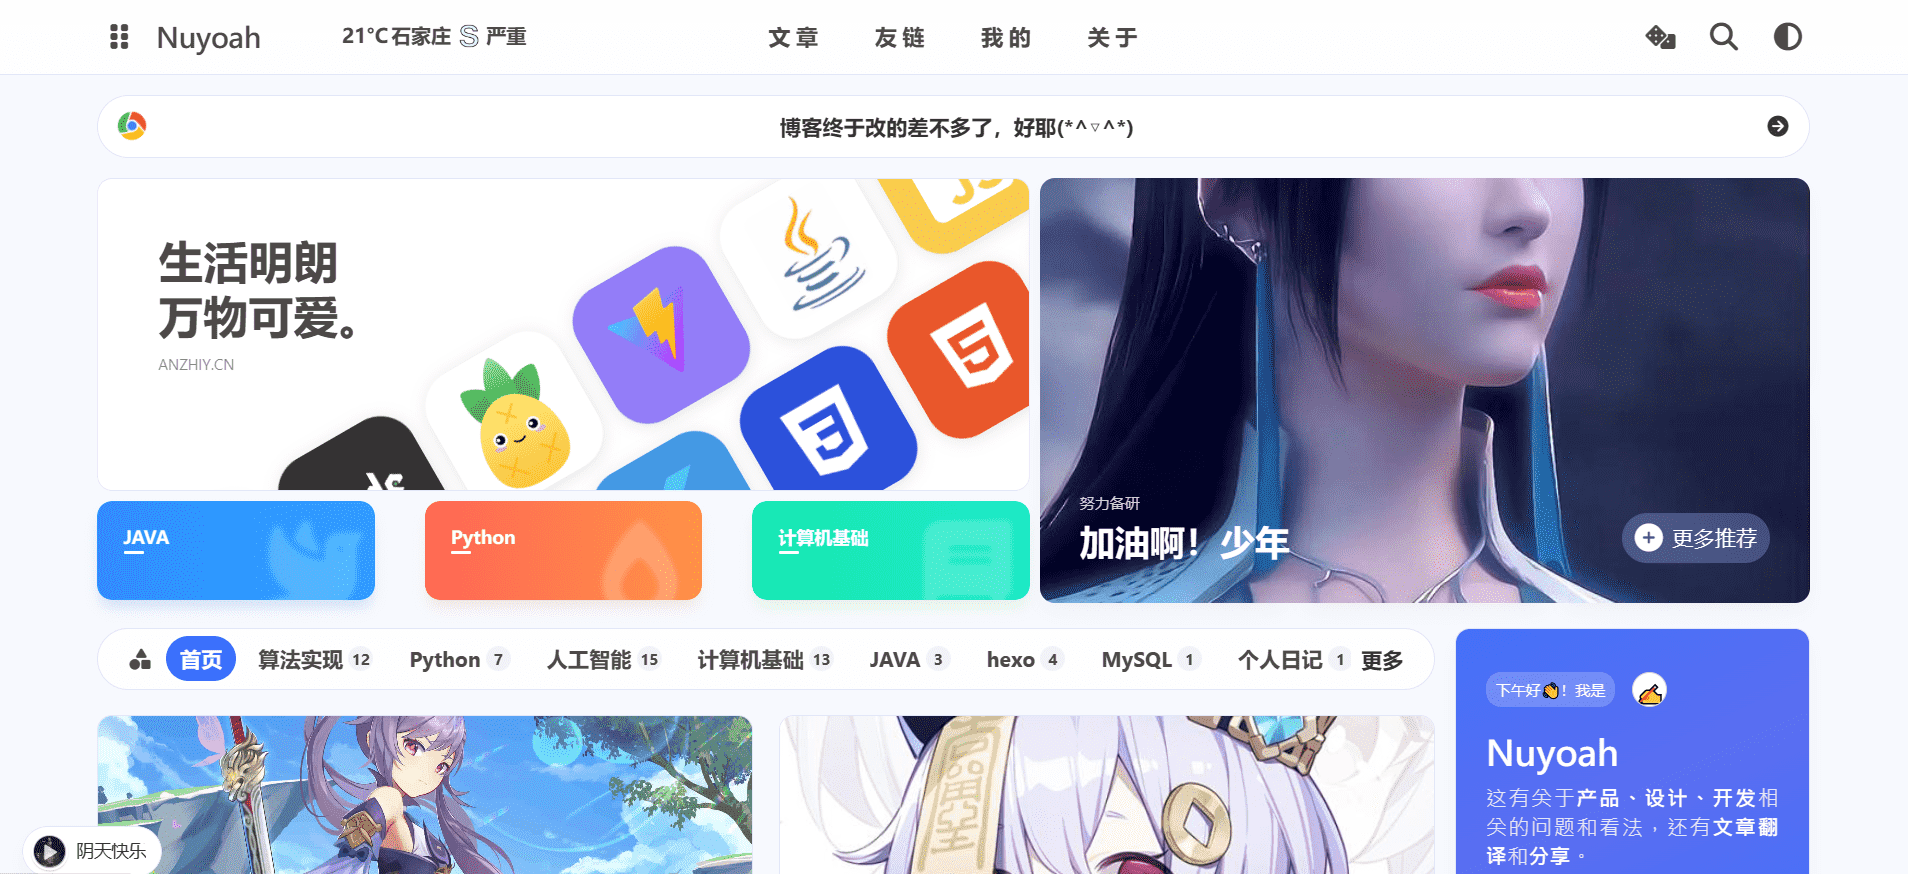 Nuyoah
21°C石家庄 严重
文章 友链 我的 关于
博客终于改的差不多了，好耶(*^▽^*)
生活明朗
万物可爱。
ANZHIY.CN
JS
努力备研
加油啊！少年
更多推荐
JAVA
Python
计算机基础
首页 算法实现 12 Python 7 人工智能 15 计算机基础 13 JAVA 3 hexo 4 MySQL 1 个人日记 1 更多
下午好👋！我是
Nuyoah
这有关于产品、设计、开发相
关的问题和看法，还有文章翻
译和分享。
阴天快乐